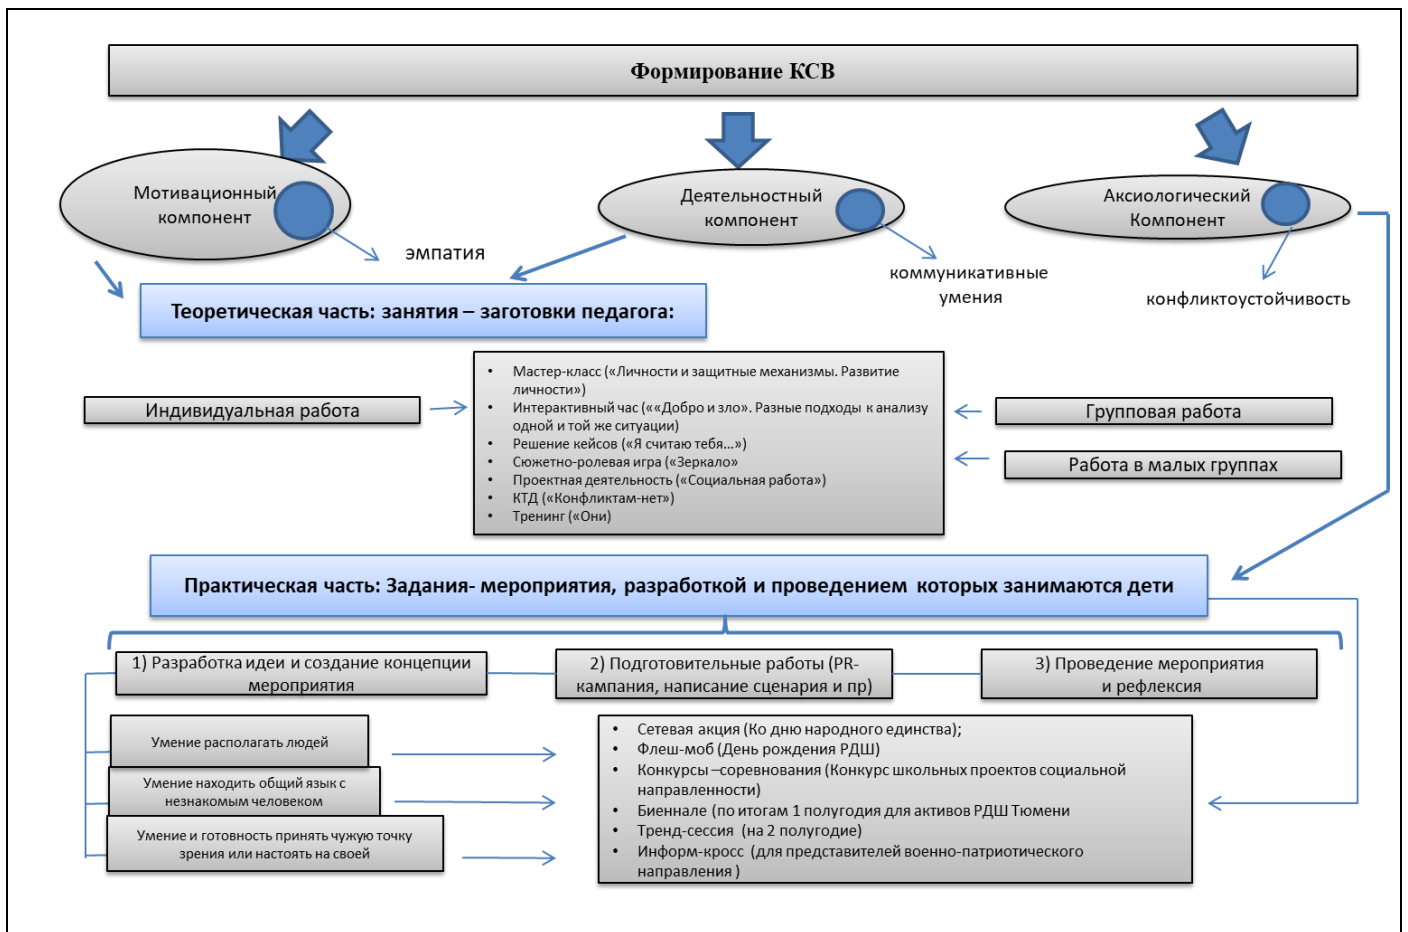 Формирование КСВ
Мотивационный
компонент
Деятельностный
компонент
Аксиологический
Компонент
эмпатия
коммуникативные
умения
конфликтоустойчивость
Теоретическая часть: занятия – заготовки педагога:
Индивидуальная работа
• Мастер-класс («Личности и защитные механизмы. Развитие
личности»)
• Интерактивный час (««Добро и зло». Разные подходы к анализу
одной и той же ситуации)
• Решение кейсов («Я считаю тебя…»)
• Сюжетно-ролевая игра («Зеркало»
• Проектная деятельность («Социальная работа»)
• КТД («Конфликтам-нет»)
• Тренинг («Они)
Групповая работа
Работа в малых группах
Практическая часть: Задания- мероприятия, разработкой и проведением которых занимаются дети
1) Разработка идеи и создание концепции
мероприятия
2) Подготовительные работы (PR-
кампания, написание сценария и пр)
3) Проведение мероприятия
и рефлексия
Умение располагать людей
Умение находить общий язык с
незнакомым человеком
Умение и готовность принять чужую точку
зрения или настоять на своей
• Сетевая акция (Ко дню народного единства);
• Флеш-моб (День рождения РДШ)
• Конкурсы –соревнования (Конкурс школьных проектов социальной
направленности)
• Биеннале (по итогам 1 полугодия для активов РДШ Тюмени
• Тренд-сессия (на 2 полугодие)
• Информ-кросс (для представителей военно-патриотического
направления )